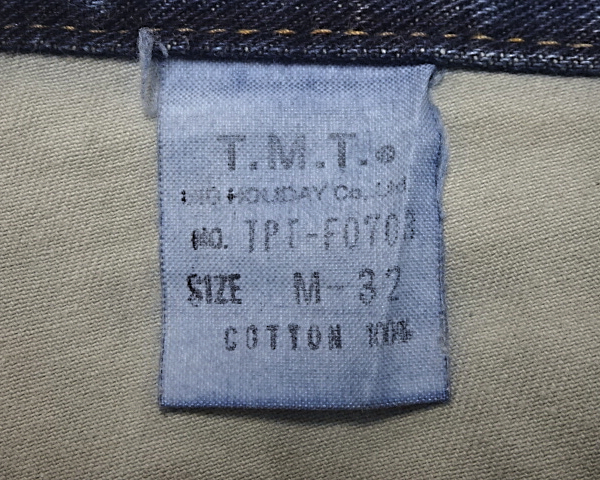 T.M.T.®
BIG HOLIDAY Co., Ltd
NO. TPT-F0703
SIZE M-32
COTTON 100%